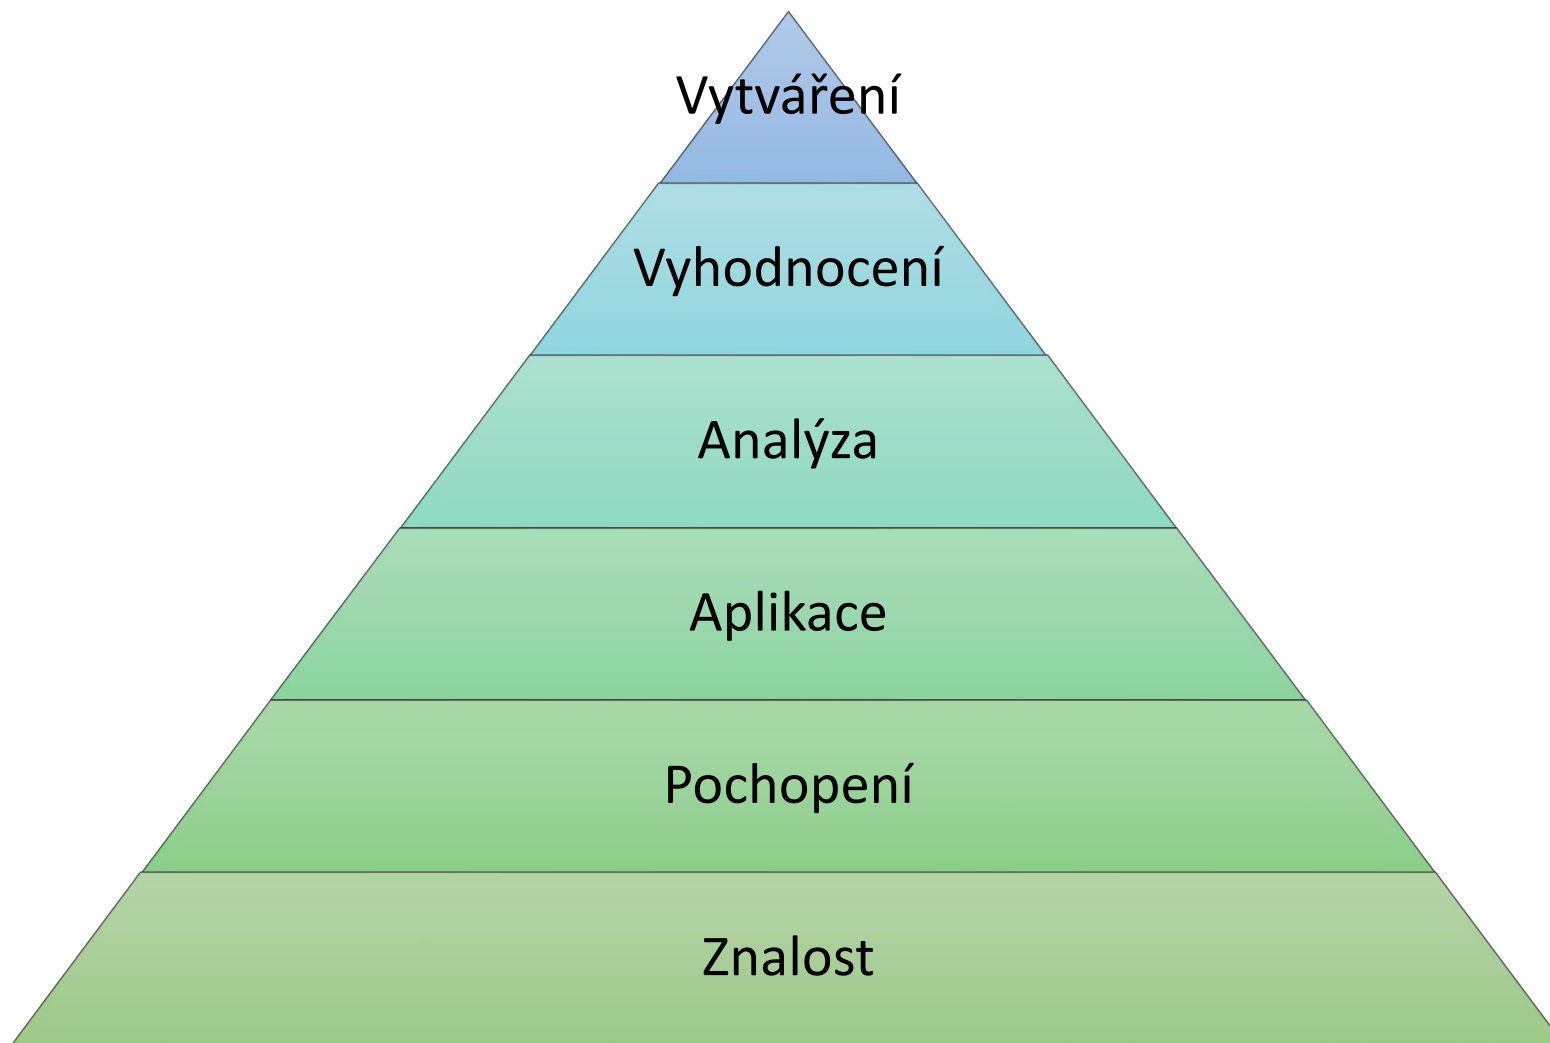 Vytváření
Vyhodnocení
Analýza
Aplikace
Pochopení
Znalost